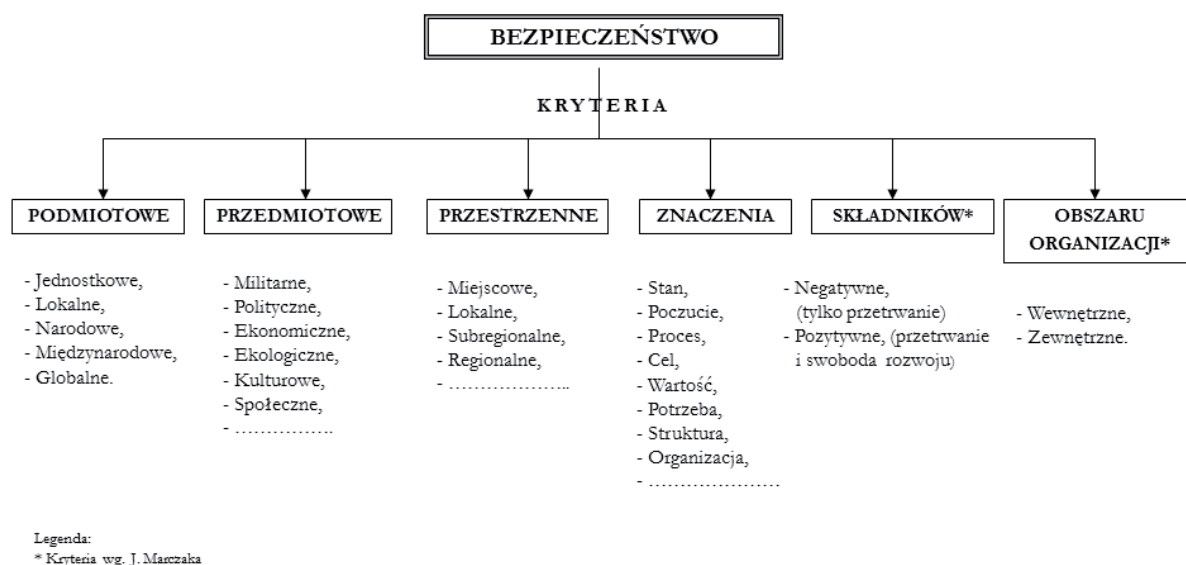 BEZPIECZEŃSTWO
KRYTERIA
PODMIOTOWE
- Jednostkowe,
- Lokalne,
- Narodowe,
- Międzynarodowe,
- Globalne.
PRZEDMIOTOWE
- Militarne,
- Polityczne,
- Ekonomiczne,
- Ekologiczne,
- Kulturowe,
- Społeczne,
- …………….
PRZESTRZENNE
- Miejscowe,
- Lokalne,
- Subregionalne,
- Regionalne,
- ………………..
ZNACZENIA
- Stan,
- Poczucie,
- Proces,
- Cel,
- Wartość,
- Potrzeba,
- Struktura,
- Organizacja,
- …………………
SKŁADNIKÓW*
- Negatywne,
(tylko przetrwanie)
- Pozytywne, (przetrwanie
i swoboda rozwoju)
OBSZARU
ORGANIZACJI*
- Wewnętrzne,
- Zewnętrzne.
Legenda:
* Kryteria wg. J. Marczaka